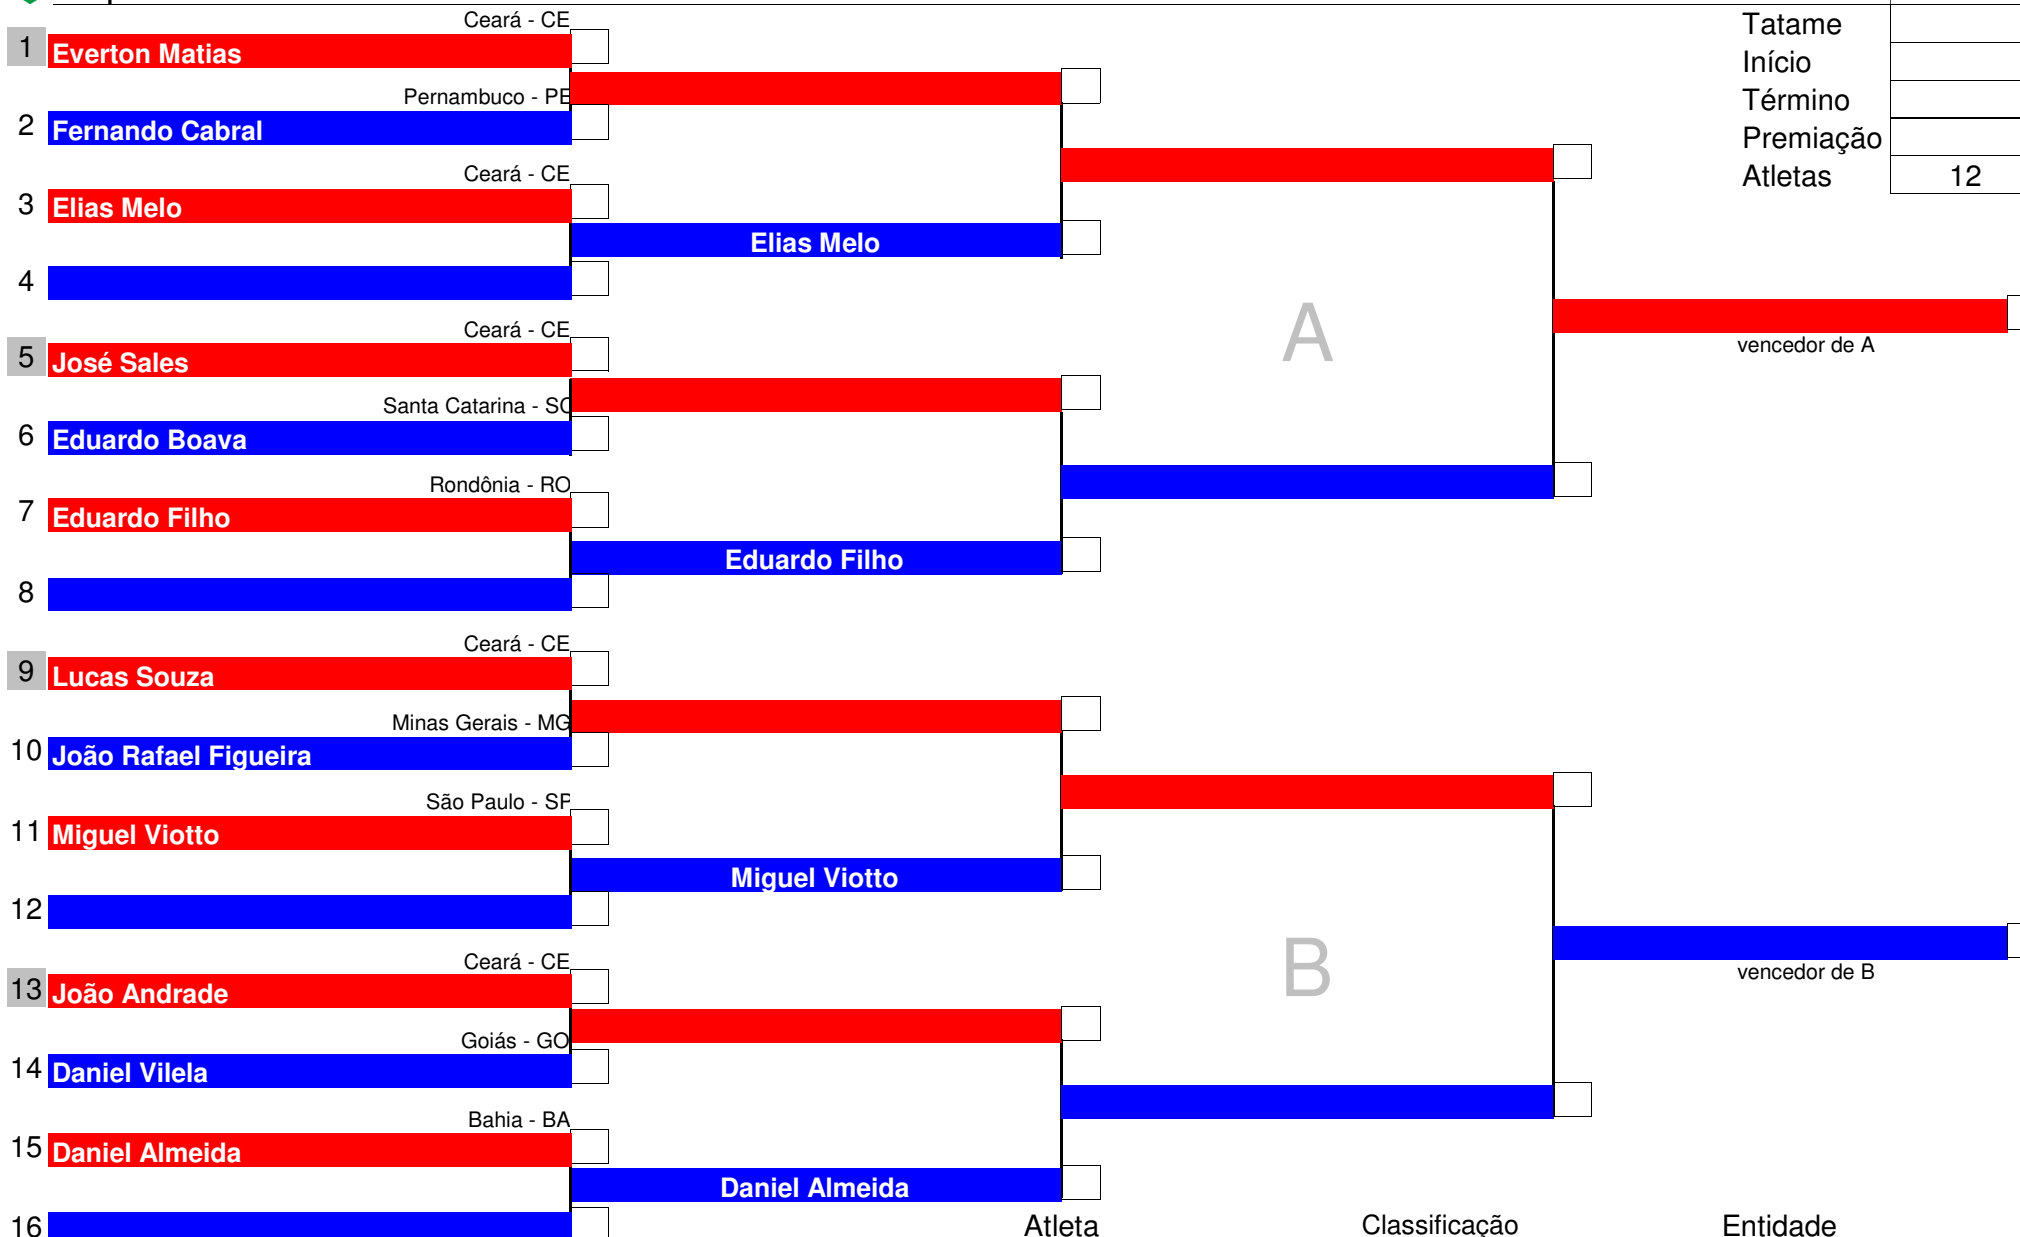 Ceará - CE
1 Everton Matias
Pernambuco - PE
2 Fernando Cabral
Ceará - CE
3 Elias Melo
Elias Melo
4
Ceará - CE
5 José Sales
Santa Catarina - SC
6 Eduardo Boava
Rondônia - RO
7 Eduardo Filho
Eduardo Filho
8
Ceará - CE
9 Lucas Souza
Minas Gerais - MG
10 João Rafael Figueira
São Paulo - SP
11 Miguel Viotto
Miguel Viotto
12
Ceará - CE
13 João Andrade
Goiás - GO
14 Daniel Vilela
Bahia - BA
15 Daniel Almeida
Daniel Almeida
16
A
B
vencedor de A
vencedor de B
Tatame
Início
Término
Premiação
Atletas 12
Atleta Classificação Entidade